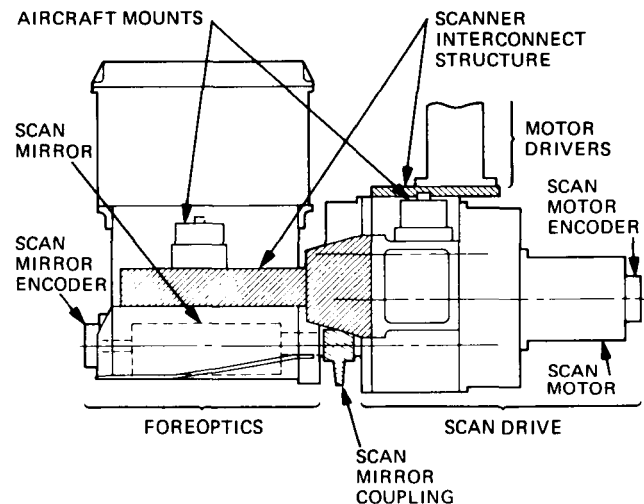 AIRCRAFT MOUNTS
SCANNER
INTERCONNECT
STRUCTURE
SCAN
MIRROR
MOTOR
DRIVERS
SCAN
MOTOR
ENCODER
SCAN
MIRROR
ENCODER
SCAN
MOTOR
FOREOPTICS
SCAN DRIVE
SCAN
MIRROR
COUPLING